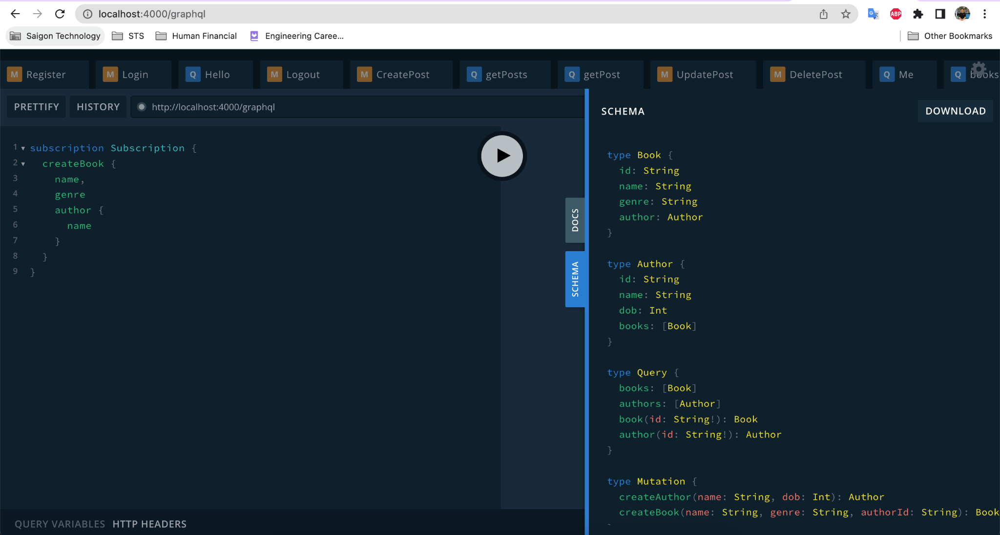 localhost:4000/graphql
ABP
Saigon Technology
STS
Human Financial
Engineering Caree...
Other Bookmarks
M Register
M Login
Q Hello
M Logout
M CreatePost
Q getPosts
Q getPost
M UpdatePost
M DeletePost
Q Me
Q books
PRETTIFY
HISTORY
http://localhost:4000/graphql
1 subscription Subscription {
2 createBook {
3 name,
4 genre
5 author {
6 name
7 }
8 }
9 }
DOCS
SCHEMA
QUERY VARIABLES
HTTP HEADERS
SCHEMA
DOWNLOAD
type Book {
id: String
name: String
genre: String
author: Author
}
type Author {
id: String
name: String
dob: Int
books: [Book]
}
type Query {
books: [Book]
authors: [Author]
book(id: String!): Book
author(id: String!): Author
}
type Mutation {
createAuthor(name: String, dob: Int): Author
createBook(name: String, genre: String, authorId: String): Book